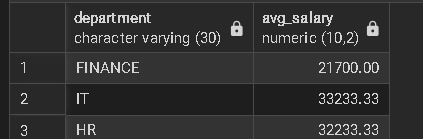 department avg_salary
character varying (30) numeric (10,2)
1 FINANCE 21700.00
2 IT 33233.33
3 HR 32233.33